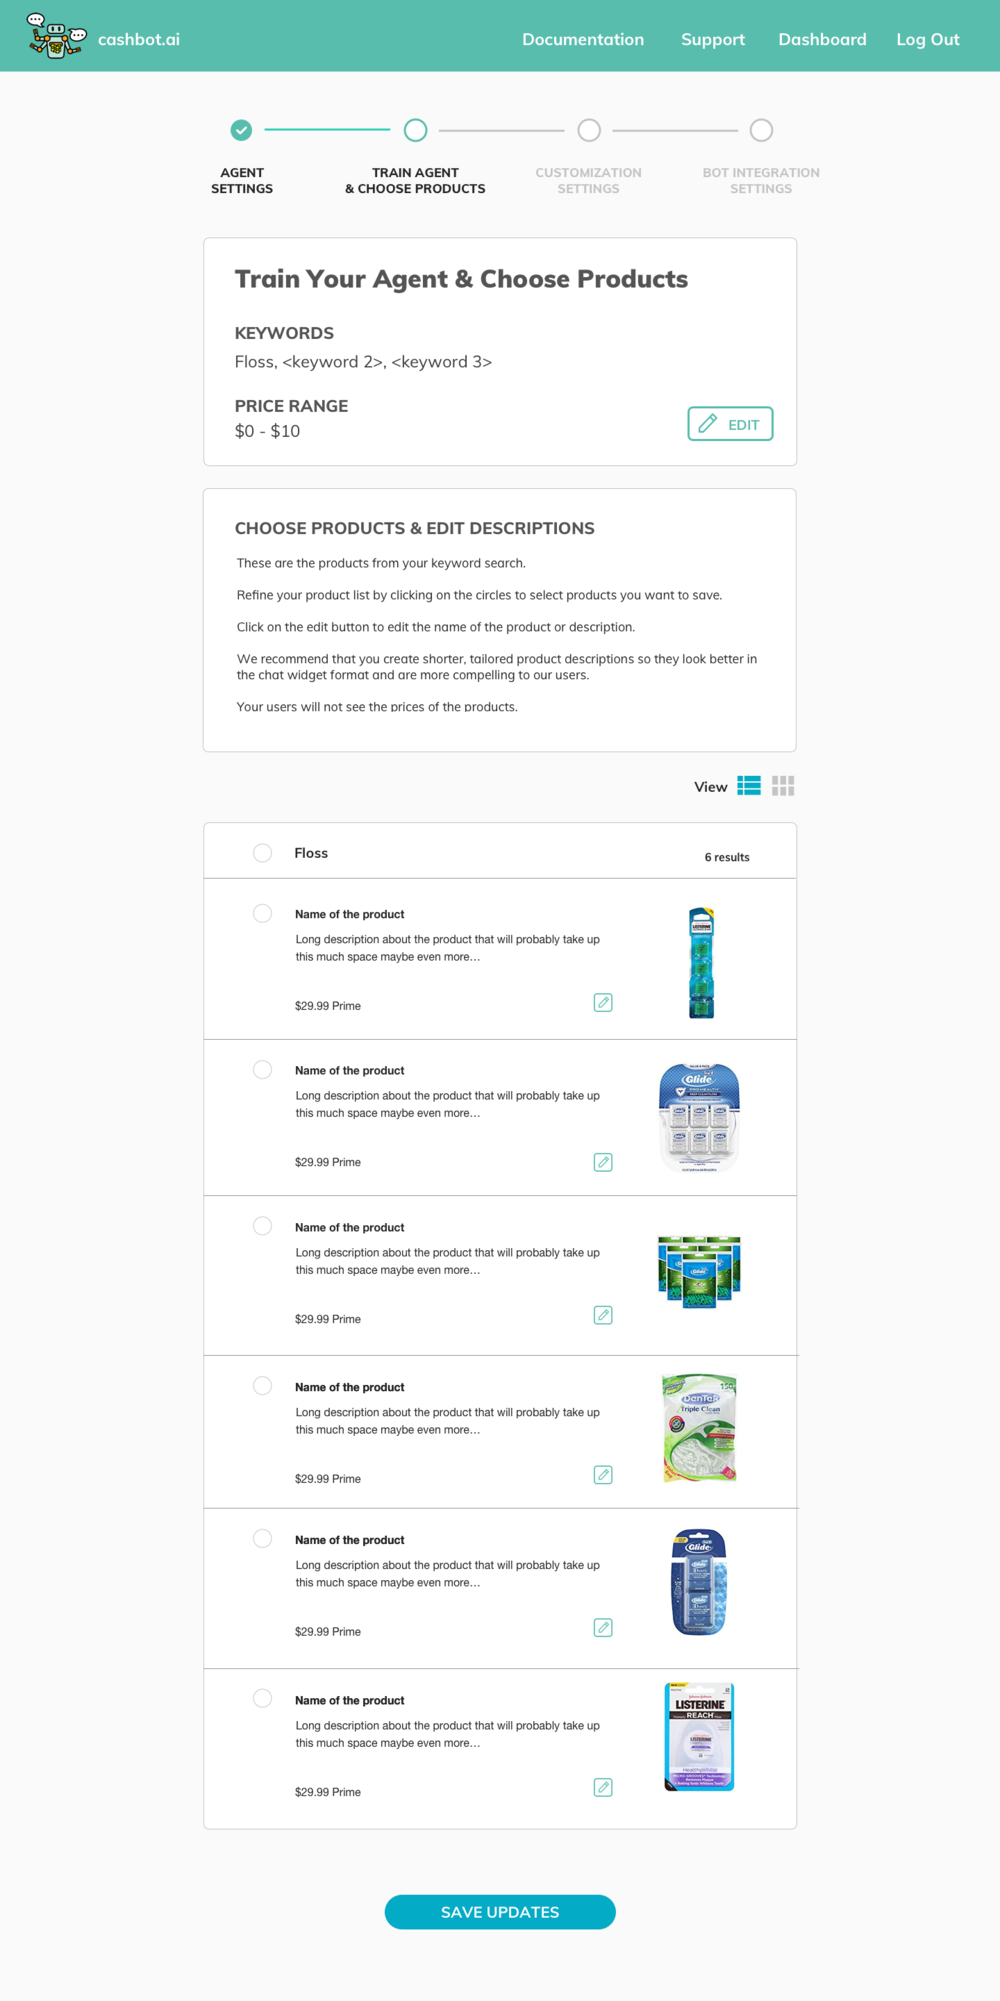 cashbot.ai
Documentation
Support
Dashboard
Log Out
AGENT
SETTINGS
TRAIN AGENT
& CHOOSE PRODUCTS
CUSTOMIZATION
SETTINGS
BOT INTEGRATION
SETTINGS
Train Your Agent & Choose Products
KEYWORDS
Floss, <keyword 2>, <keyword 3>
PRICE RANGE
$0 - $10
EDIT
CHOOSE PRODUCTS & EDIT DESCRIPTIONS
These are the products from your keyword search.
Refine your product list by clicking on the circles to select products you want to save.
Click on the edit button to edit the name of the product or description.
We recommend that you create shorter, tailored product descriptions so they look better in
the chat widget format and are more compelling to our users.
Your users will not see the prices of the products.
View
Floss
6 results
Name of the product
Long description about the product that will probably take up
this much space maybe even more...
$29.99 Prime
LISTERINE
Name of the product
Long description about the product that will probably take up
this much space maybe even more...
$29.99 Prime
Glide
PRO-HEALTH
Name of the product
Long description about the product that will probably take up
this much space maybe even more...
$29.99 Prime
Glide
Name of the product
Long description about the product that will probably take up
this much space maybe even more...
$29.99 Prime
150
DenTek
Triple Clean
Name of the product
Long description about the product that will probably take up
this much space maybe even more...
$29.99 Prime
Glide
Name of the product
Long description about the product that will probably take up
this much space maybe even more...
$29.99 Prime
LISTERINE
REACH
LISTERINE
SAVE UPDATES